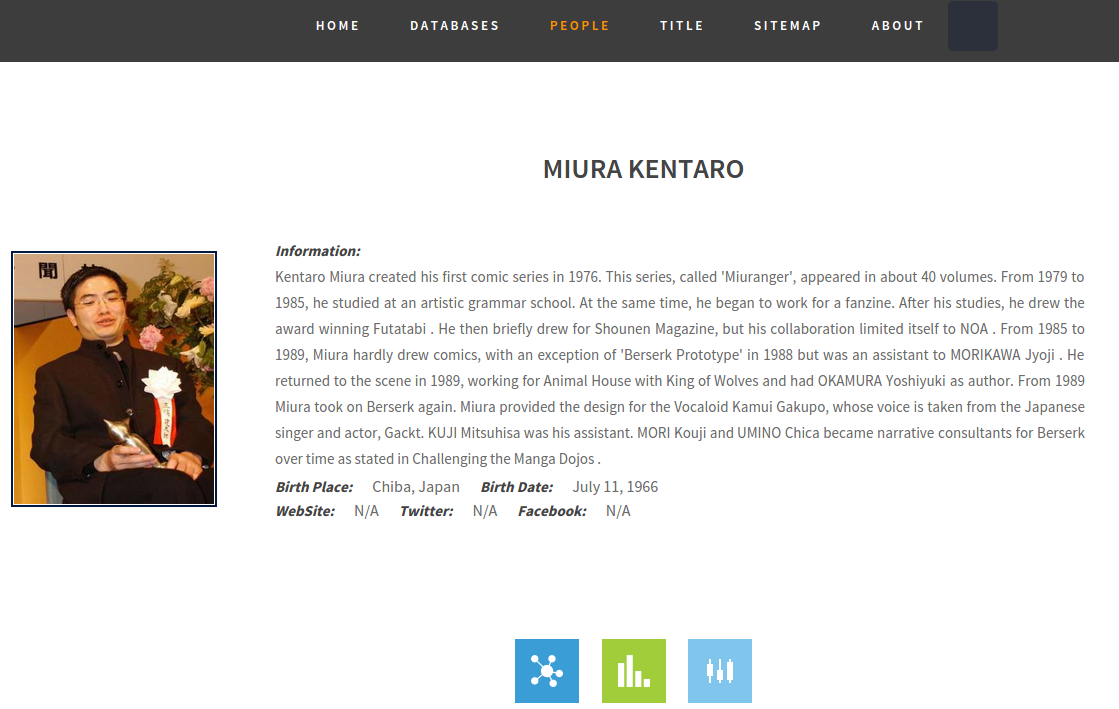 HOME DATABASES PEOPLE TITLE SITEMAP ABOUT
MIURA KENTARO
Information:
Kentaro Miura created his first comic series in 1976. This series, called 'Miuranger', appeared in about 40 volumes. From 1979 to
1985, he studied at an artistic grammar school. At the same time, he began to work for a fanzine. After his studies, he drew the
award winning Futatabi . He then briefly drew for Shounen Magazine, but his collaboration limited itself to NOA . From 1985 to
1989, Miura hardly drew comics, with an exception of 'Berserk Prototype' in 1988 but was an assistant to MORIKAWA Jyoji . He
returned to the scene in 1989, working for Animal House with King of Wolves and had OKAMURA Yoshiyuki as author. From 1989
Miura took on Berserk again. Miura provided the design for the Vocaloid Kamui Gakupo, whose voice is taken from the Japanese
singer and actor, Gackt. KUJI Mitsuhisa was his assistant. MORI Kouji and UMINO Chica became narrative consultants for Berserk
over time as stated in Challenging the Manga Dojos .
Birth Place: Chiba, Japan Birth Date: July 11, 1966
WebSite: N/A Twitter: N/A Facebook: N/A
聞